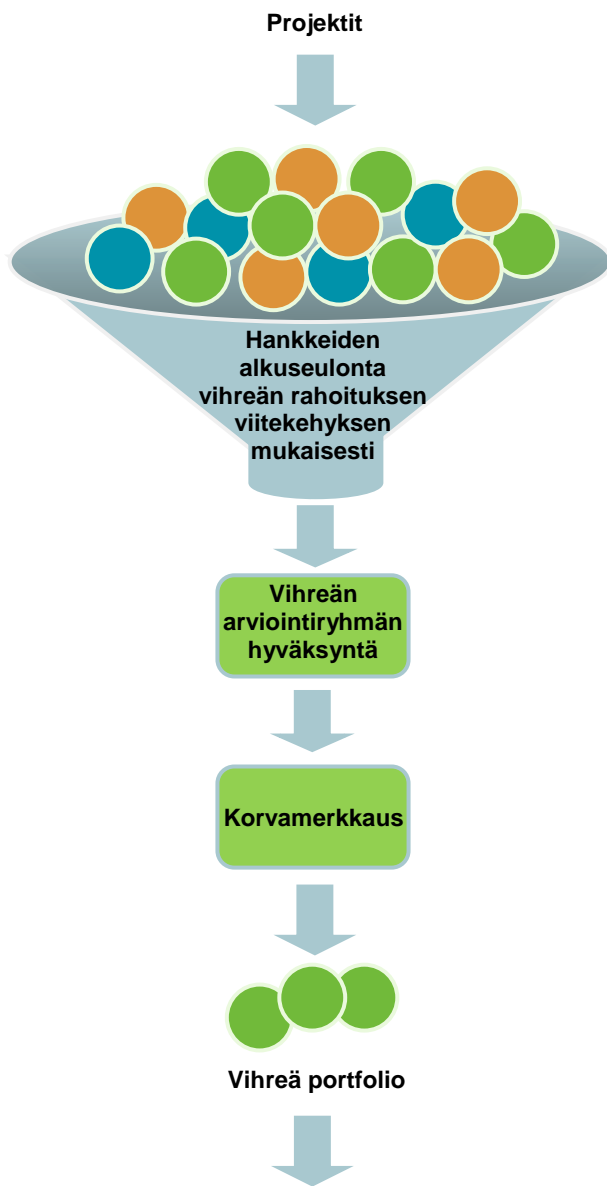 Projektit
Hankkeiden
alkuseulonta
vihreän rahoituksen
viitekehyksen
mukaisesti
Vihreän
arviointiryhmän
hyväksyntä
Korvamerkkaus
Vihreä portfolio